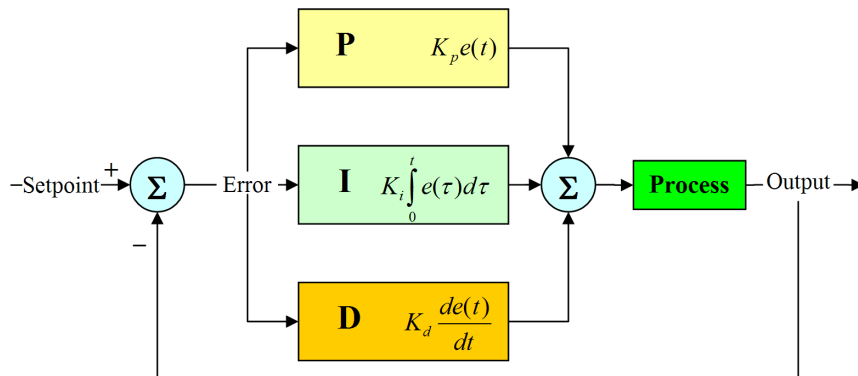 P K_p e(t)
Setpoint
+
Σ
−
Error
I K_i ∫_0^t e(τ)dτ
Σ
Process
Output
D K_d de(t)/dt